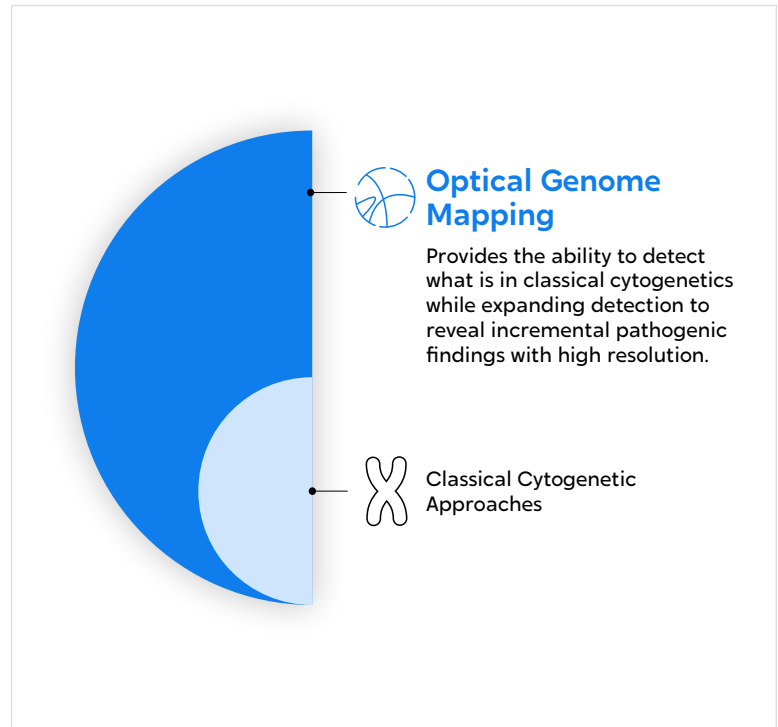 Optical Genome
Mapping
Provides the ability to detect
what is in classical cytogenetics
while expanding detection to
reveal incremental pathogenic
findings with high resolution.
Classical Cytogenetic
Approaches